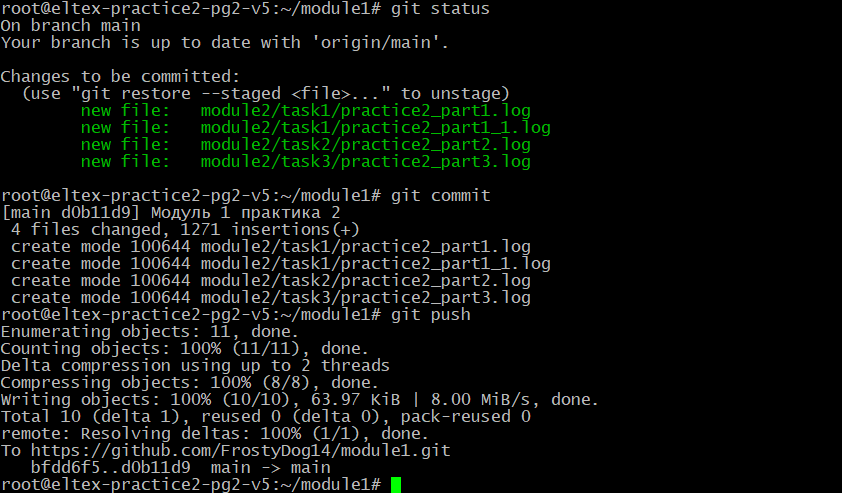 root@eltex-practice2-pg2-v5:~/module1# git status
On branch main
Your branch is up to date with 'origin/main'.
Changes to be committed:
  (use "git restore --staged <file>..." to unstage)
        new file:   module2/task1/practice2_part1.log
        new file:   module2/task1/practice2_part1_1.log
        new file:   module2/task2/practice2_part2.log
        new file:   module2/task3/practice2_part3.log
root@eltex-practice2-pg2-v5:~/module1# git commit
[main d0b11d9] Модуль 1 практика 2
 4 files changed, 1271 insertions(+)
 create mode 100644 module2/task1/practice2_part1.log
 create mode 100644 module2/task1/practice2_part1_1.log
 create mode 100644 module2/task2/practice2_part2.log
 create mode 100644 module2/task3/practice2_part3.log
root@eltex-practice2-pg2-v5:~/module1# git push
Enumerating objects: 11, done.
Counting objects: 100% (11/11), done.
Delta compression using up to 2 threads
Compressing objects: 100% (8/8), done.
Writing objects: 100% (10/10), 63.97 KiB | 8.00 MiB/s, done.
Total 10 (delta 1), reused 0 (delta 0), pack-reused 0
remote: Resolving deltas: 100% (1/1), done.
To https://github.com/FrostyDog14/module1.git
   bfdd6f5..d0b11d9  main -> main
root@eltex-practice2-pg2-v5:~/module1#